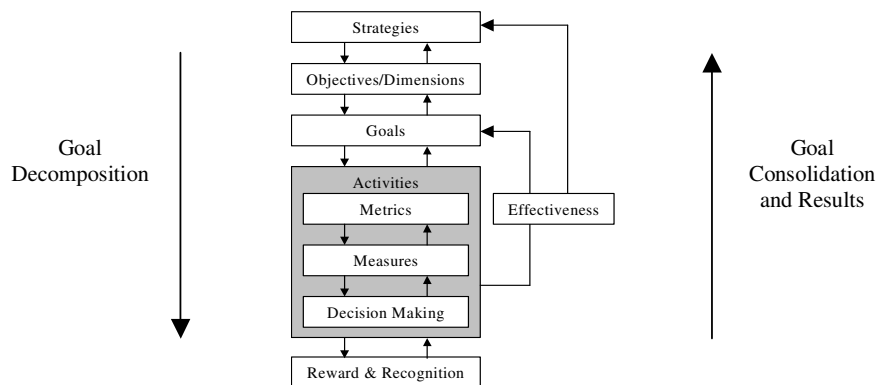 Strategies
Objectives/Dimensions
Goals
Goal
Decomposition
Activities
Metrics
Effectiveness
Measures
Decision Making
Reward & Recognition
Goal
Consolidation
and Results